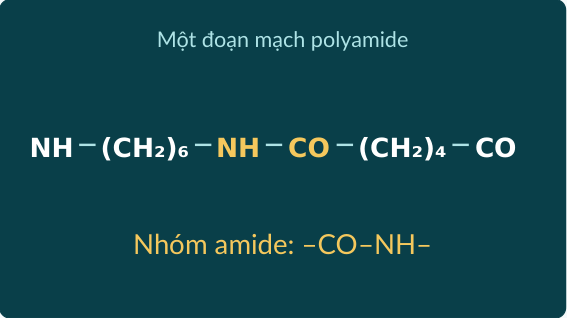 Một đoạn mạch polyamide
NH – (CH₂)₆ – NH – CO – (CH₂)₄ – CO
Nhóm amide: –CO–NH–